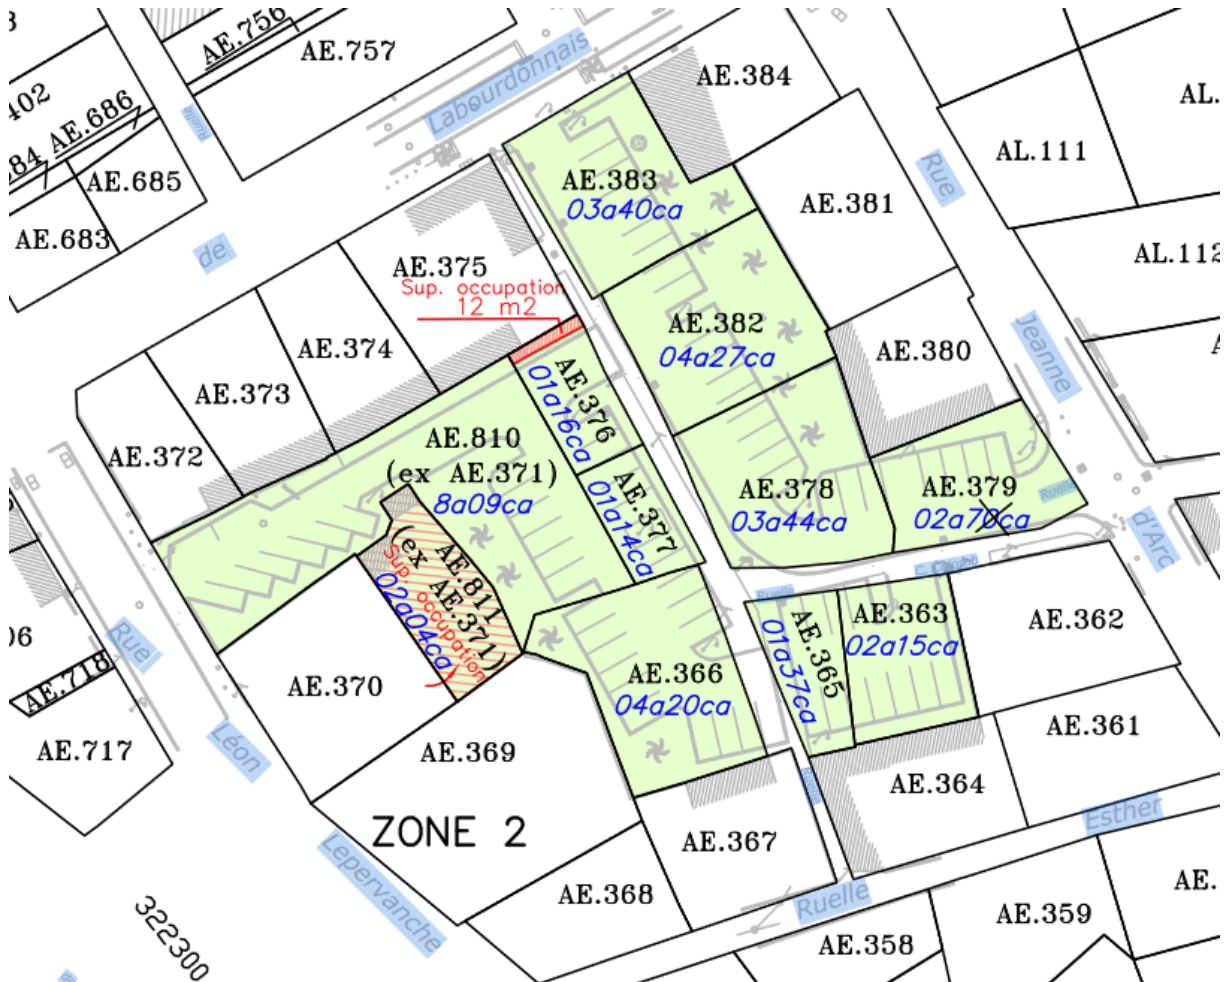 AE.756
AE.757
Labourdonnais
AE.384
AL.
402
AE.686
Ruelle
AE.685
AE.683
de
AE.383
03a40ca
AE.381
Rue
AL.111
AL.112
AE.375
Sup. occupation
12 m2
AE.382
04a27ca
AE.380
Jeanne
AE.374
AE.373
AE.372
AE.376
01a16ca
AE.810
(ex AE.371)
8a09ca
AE.377
01a14ca
AE.378
03a44ca
AE.379
02a70ca
Ruelle
d'Arc
AE.811
(ex AE.371)
Sup. occupation
02a04ca
Ruelle
AE.365
01a37ca
AE.363
02a15ca
AE.362
Rue
06
AE.718
AE.717
AE.370
AE.366
04a20ca
Léon
AE.369
AE.361
AE.364
Esther
ZONE 2
Lepervanche
AE.367
AE.368
Ruelle
AE.359
AE.
AE.358
322300